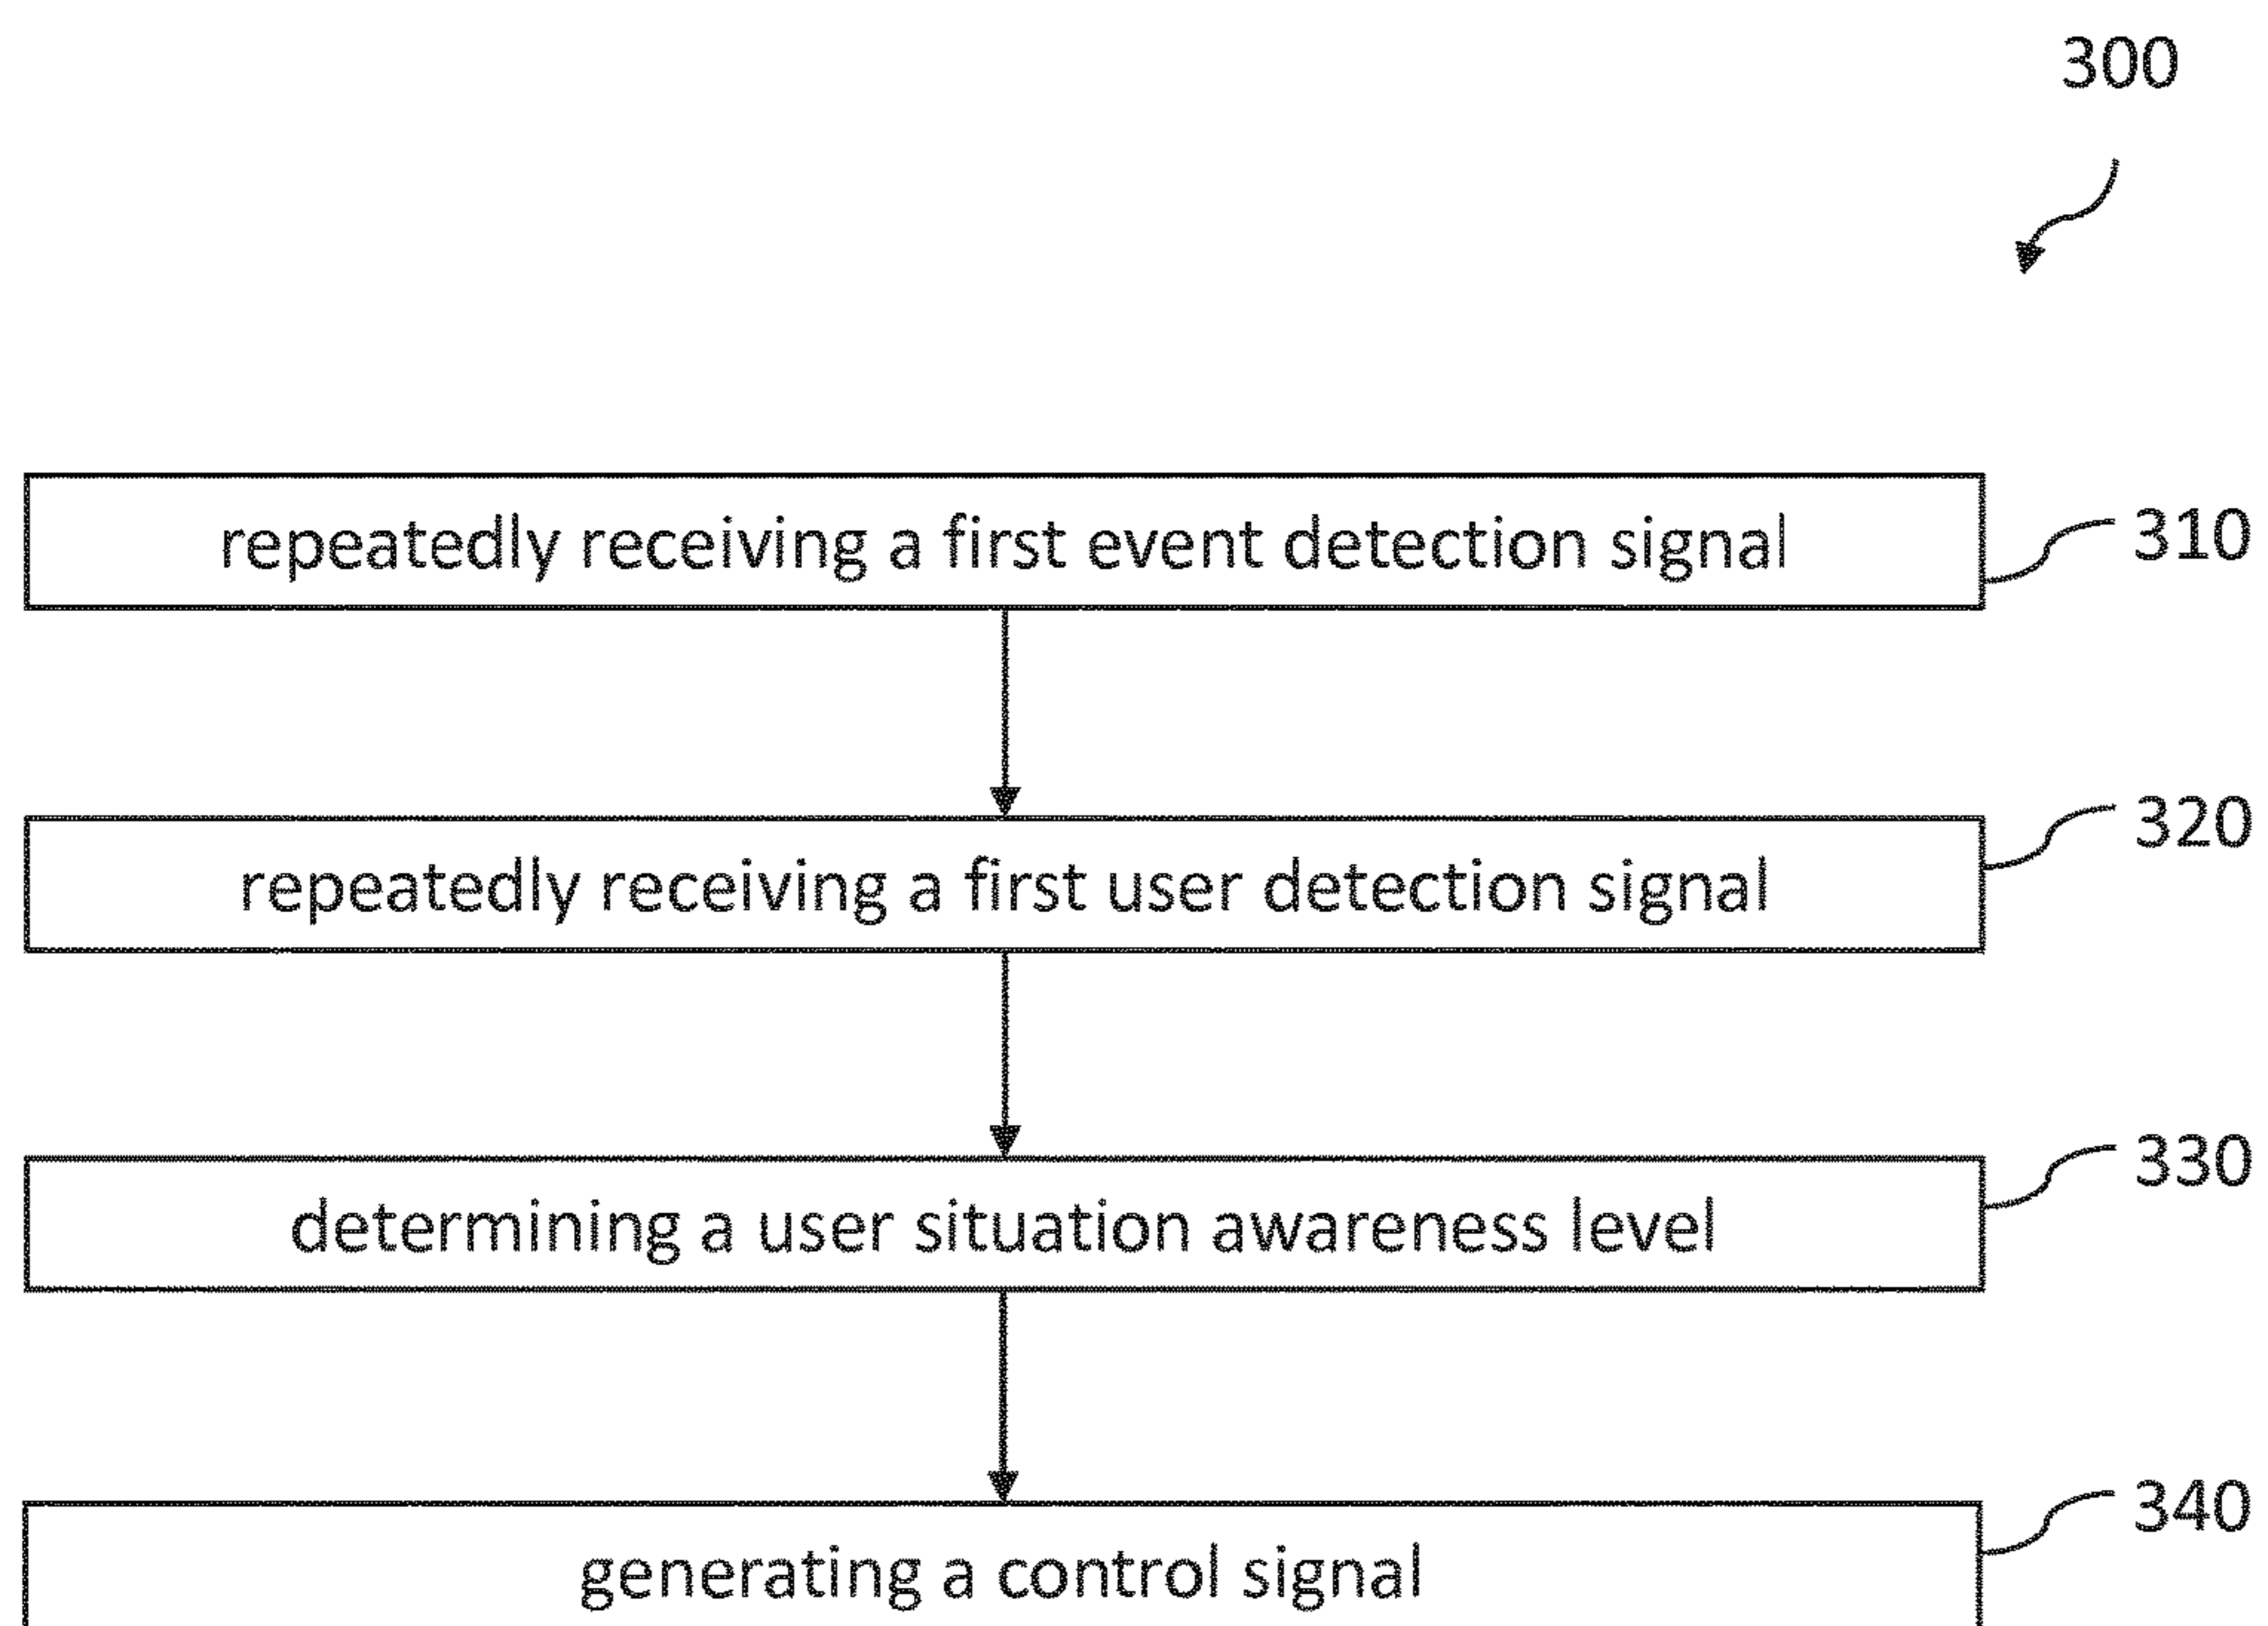 300
repeatedly receiving a first event detection signal
310
repeatedly receiving a first user detection signal
320
determining a user situation awareness level
330
generating a control signal
340